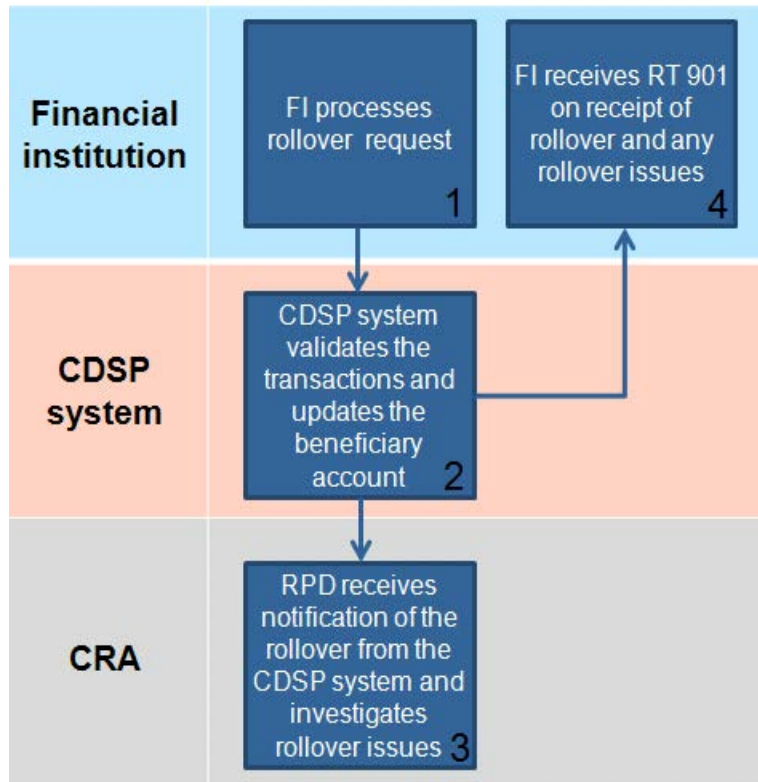 Financial
institution
FI processes
rollover request
1
FI receives RT 901
on receipt of
rollover and any
rollover issues
4
CDSP
system
CDSP system
validates the
transactions and
updates the
beneficiary
account
2
CRA
RPD receives
notification of the
rollover from the
CDSP system and
investigates
rollover issues
3